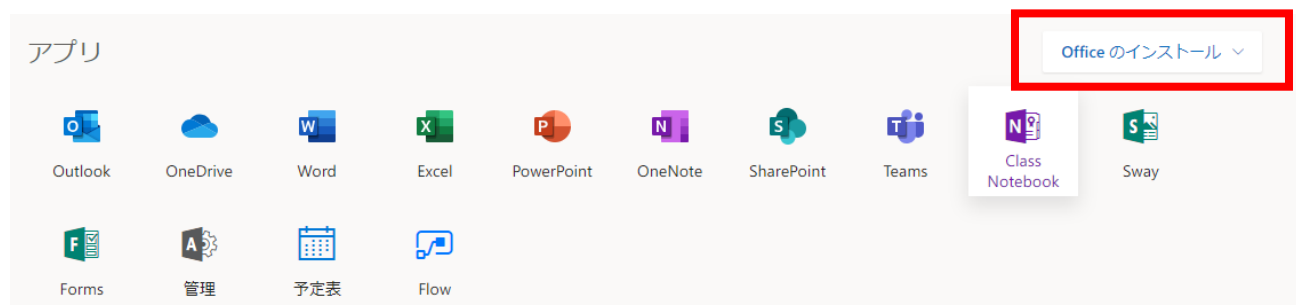 アプリ
Office のインストール
Outlook
OneDrive
Word
Excel
PowerPoint
OneNote
SharePoint
Teams
Class
Notebook
Sway
Forms
管理
予定表
Flow